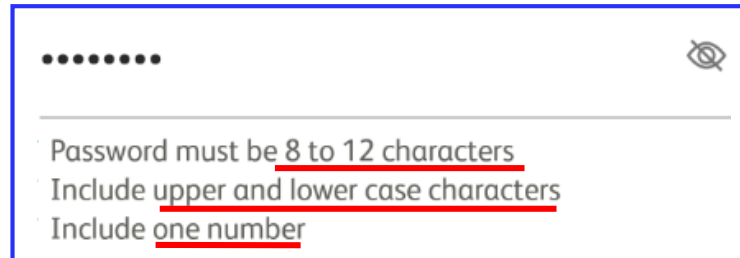 ••••••••
Password must be 8 to 12 characters
Include upper and lower case characters
Include one number